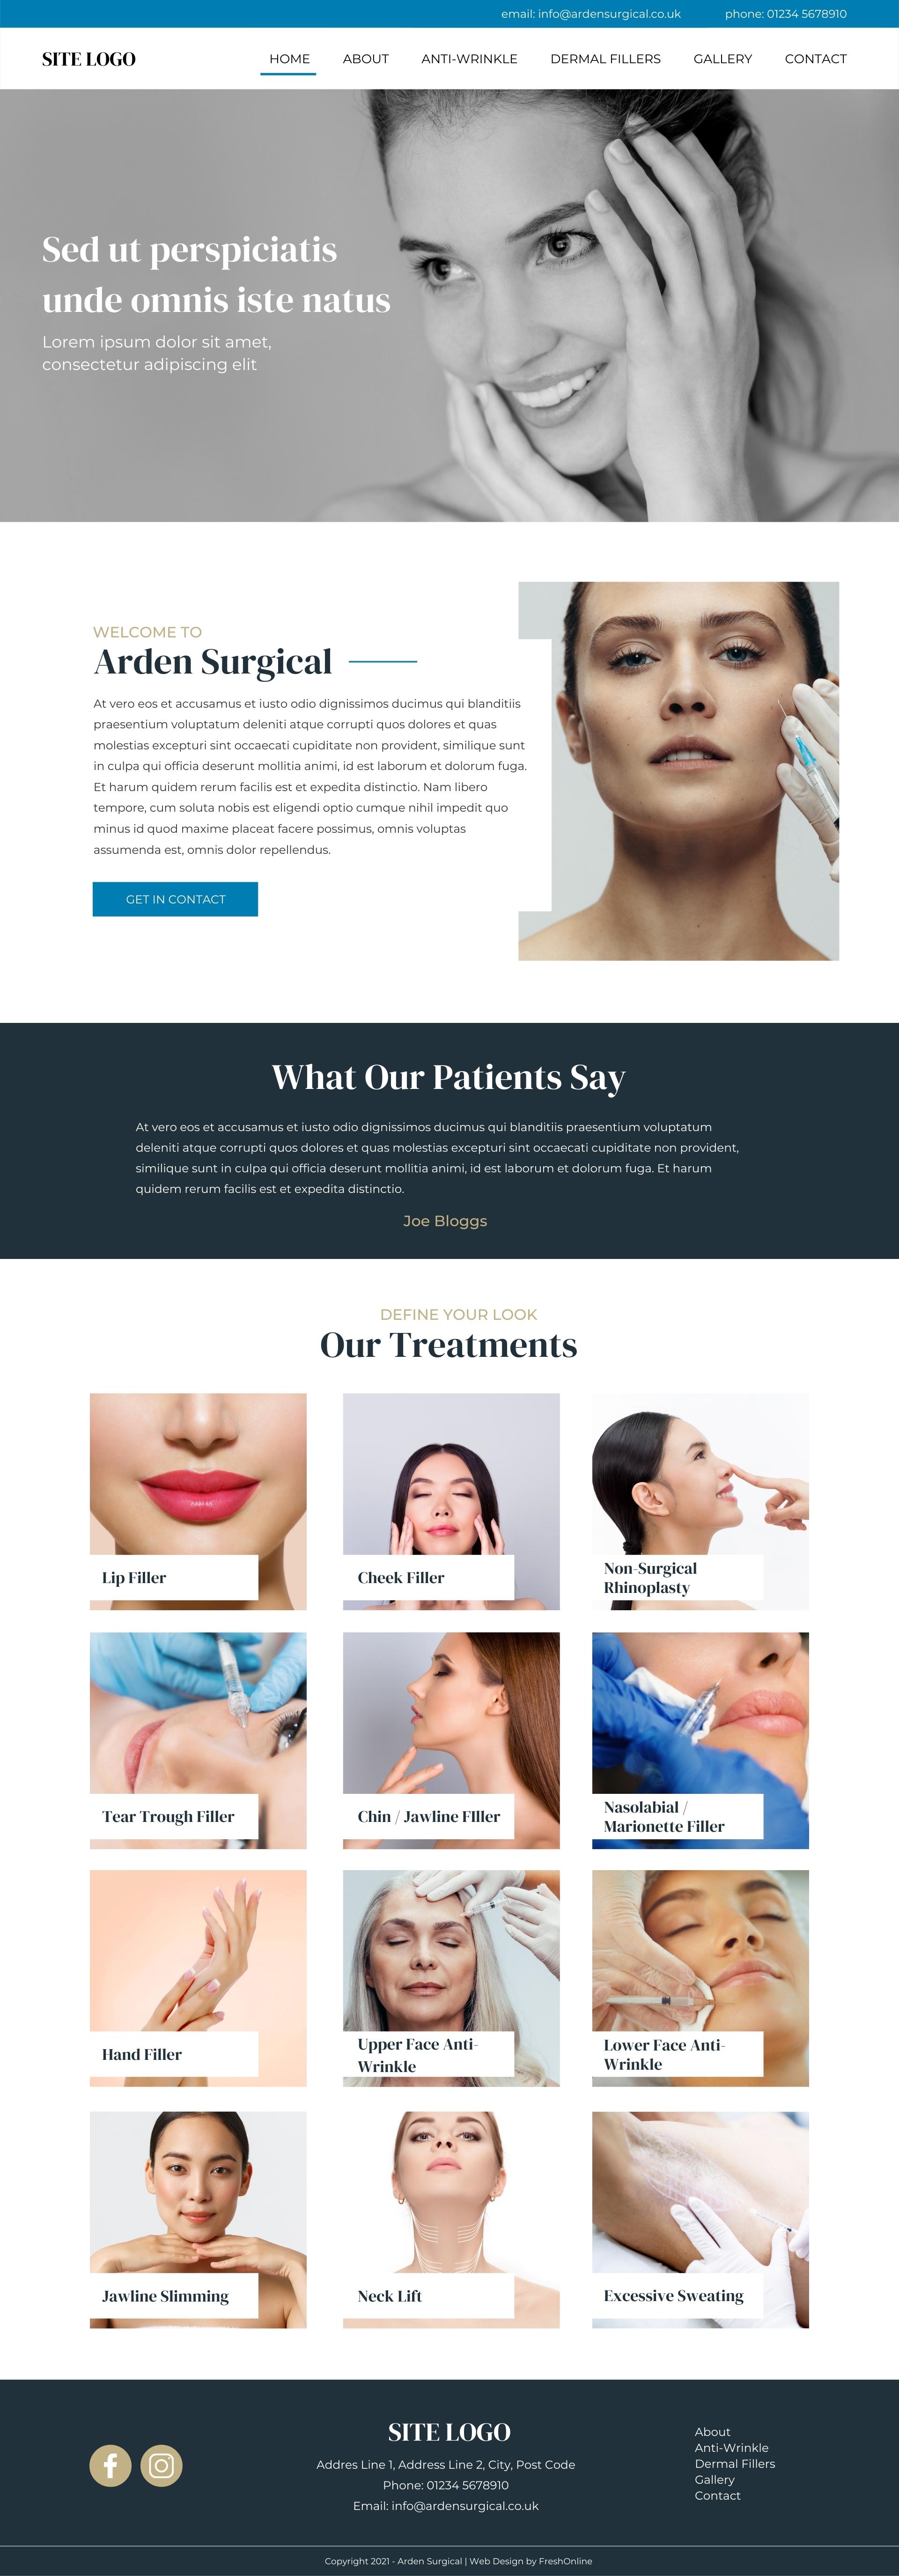 email: info@ardensurgical.co.uk phone: 01234 5678910
SITE LOGO HOME ABOUT ANTI-WRINKLE DERMAL FILLERS GALLERY CONTACT
Sed ut perspiciatis
unde omnis iste natus
Lorem ipsum dolor sit amet,
consectetur adipiscing elit
WELCOME TO
Arden Surgical
At vero eos et accusamus et iusto odio dignissimos ducimus qui blanditiis
praesentium voluptatum deleniti atque corrupti quos dolores et quas
molestias excepturi sint occaecati cupiditate non provident, similique sunt
in culpa qui officia deserunt mollitia animi, id est laborum et dolorum fuga.
Et harum quidem rerum facilis est et expedita distinctio. Nam libero
tempore, cum soluta nobis est eligendi optio cumque nihil impedit quo
minus id quod maxime placeat facere possimus, omnis voluptas
assumenda est, omnis dolor repellendus.
GET IN CONTACT
What Our Patients Say
At vero eos et accusamus et iusto odio dignissimos ducimus qui blanditiis praesentium voluptatum
deleniti atque corrupti quos dolores et quas molestias excepturi sint occaecati cupiditate non provident,
similique sunt in culpa qui officia deserunt mollitia animi, id est laborum et dolorum fuga. Et harum
quidem rerum facilis est et expedita distinctio.
Joe Bloggs
DEFINE YOUR LOOK
Our Treatments
Lip Filler
Cheek Filler
Non-Surgical
Rhinoplasty
Tear Trough Filler
Chin / Jawline FIller
Nasolabial /
Marionette Filler
Hand Filler
Upper Face Anti-
Wrinkle
Lower Face Anti-
Wrinkle
Jawline Slimming
Neck Lift
Excessive Sweating
SITE LOGO
Addres Line 1, Address Line 2, City, Post Code
Phone: 01234 5678910
Email: info@ardensurgical.co.uk
About
Anti-Wrinkle
Dermal Fillers
Gallery
Contact
Copyright 2021 - Arden Surgical | Web Design by FreshOnline